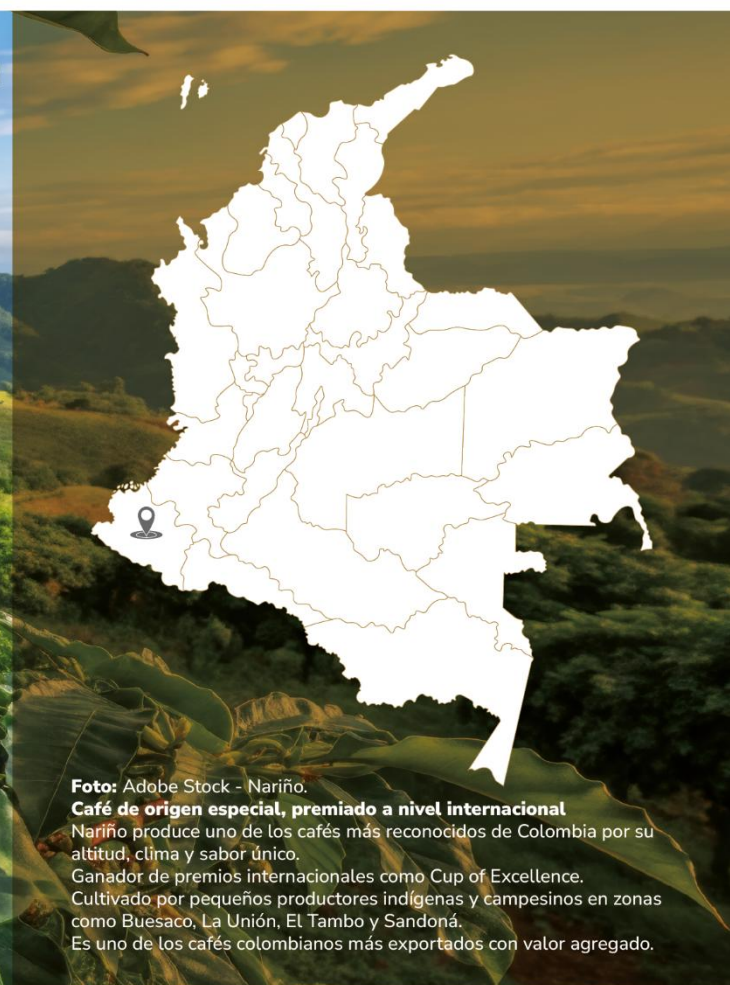 Foto: Adobe Stock - Nariño.
Café de origen especial, premiado a nivel internacional
Nariño produce uno de los cafés más reconocidos de Colombia por su
altitud, clima y sabor único.
Ganador de premios internacionales como Cup of Excellence.
Cultivado por pequeños productores indígenas y campesinos en zonas
como Buesaco, La Unión, El Tambo y Sandoná.
Es uno de los cafés colombianos más exportados con valor agregado.